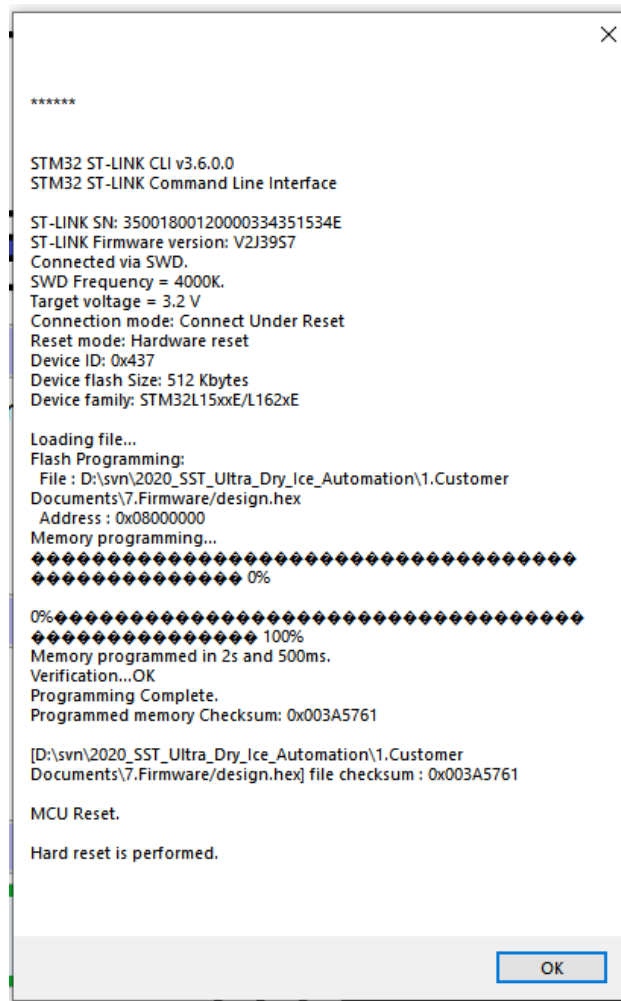 ******
STM32 ST-LINK CLI v3.6.0.0
STM32 ST-LINK Command Line Interface
ST-LINK SN: 35001800120000334351534E
ST-LINK Firmware version: V2J39S7
Connected via SWD.
SWD Frequency = 4000K.
Target voltage = 3.2 V
Connection mode: Connect Under Reset
Reset mode: Hardware reset
Device ID: 0x437
Device flash Size: 512 Kbytes
Device family: STM32L15xxE/L162xE
Loading file...
Flash Programming:
File : D:\svn\2020_SST_Ultra_Dry_Ice_Automation\1.Customer
Documents\7.Firmware/design.hex
Address : 0x08000000
Memory programming...
������������������������������������
�������������� 0%
0%�����������������������������������
��������������� 100%
Memory programmed in 2s and 500ms.
Verification...OK
Programming Complete.
Programmed memory Checksum: 0x003A5761
[D:\svn\2020_SST_Ultra_Dry_Ice_Automation\1.Customer
Documents\7.Firmware/design.hex] file checksum : 0x003A5761
MCU Reset.
Hard reset is performed.
OK